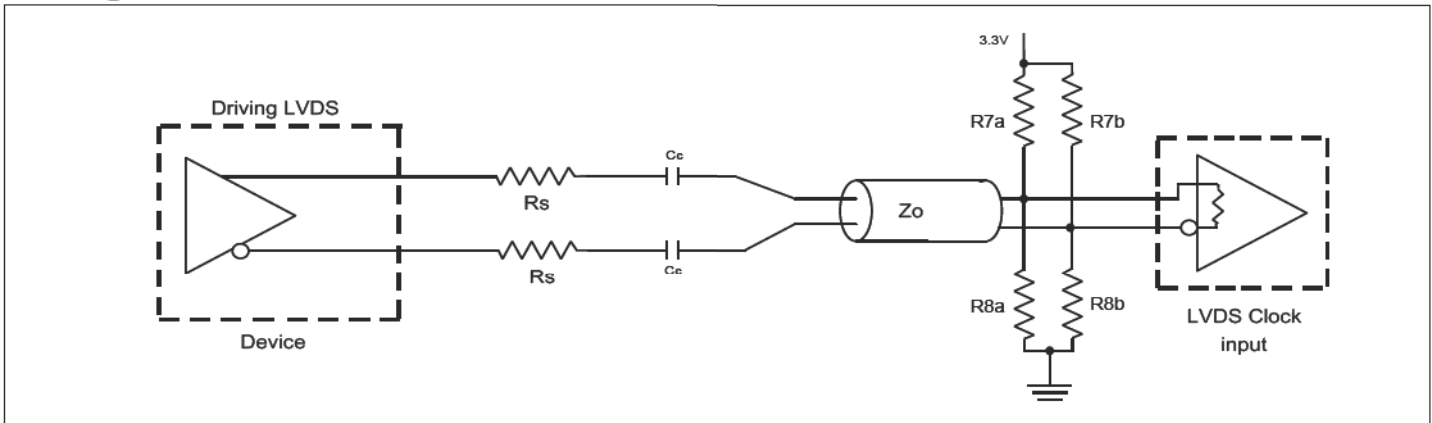 3.3V
Driving LVDS
R7a
R7b
Cc
Rs
Zo
Rs
Cc
R8a
R8b
LVDS Clock
input
Device